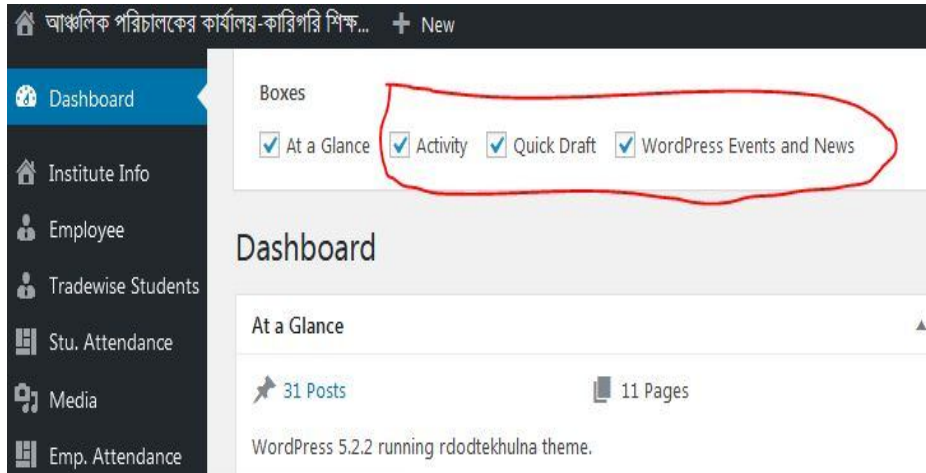 আঞ্চলিক পরিচালকের কার্যালয়-কারিগরি শিক্ষ... + New
Dashboard
Institute Info
Employee
Tradewise Students
Stu. Attendance
Media
Emp. Attendance
Boxes
At a Glance Activity Quick Draft WordPress Events and News
Dashboard
At a Glance
31 Posts 11 Pages
WordPress 5.2.2 running rdodtekhulna theme.